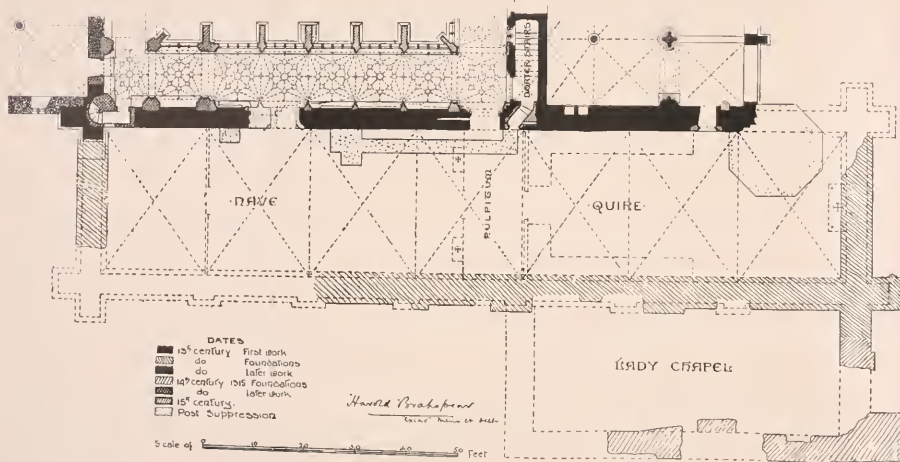 DORTER STAIRS
NAVE
PULPITUM
QUIRE
LADY CHAPEL
DATES
13th century First work
do Foundations
do later work
14th century 1315 Foundations
do later work
15th century.
Post Suppression
Harold Brakspear
Scale of 0 10 20 30 40 50 Feet